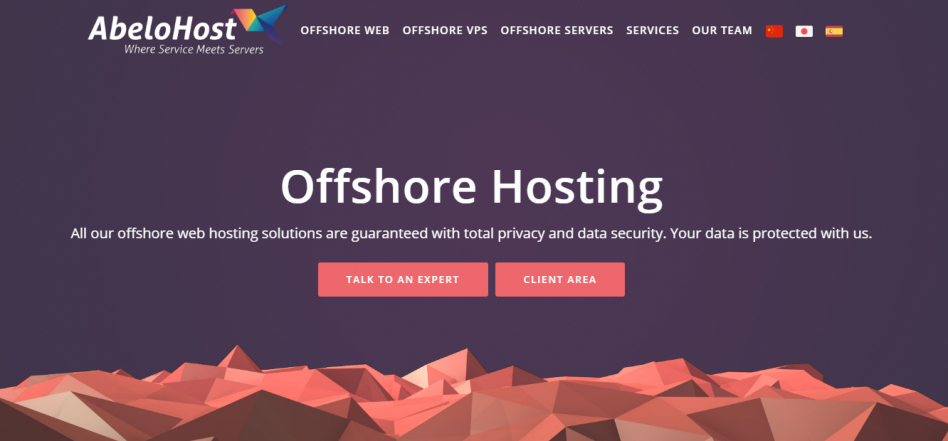 AbeloHost
Where Service Meets Servers
OFFSHORE WEB OFFSHORE VPS OFFSHORE SERVERS SERVICES OUR TEAM
Offshore Hosting
All our offshore web hosting solutions are guaranteed with total privacy and data security. Your data is protected with us.
TALK TO AN EXPERT CLIENT AREA